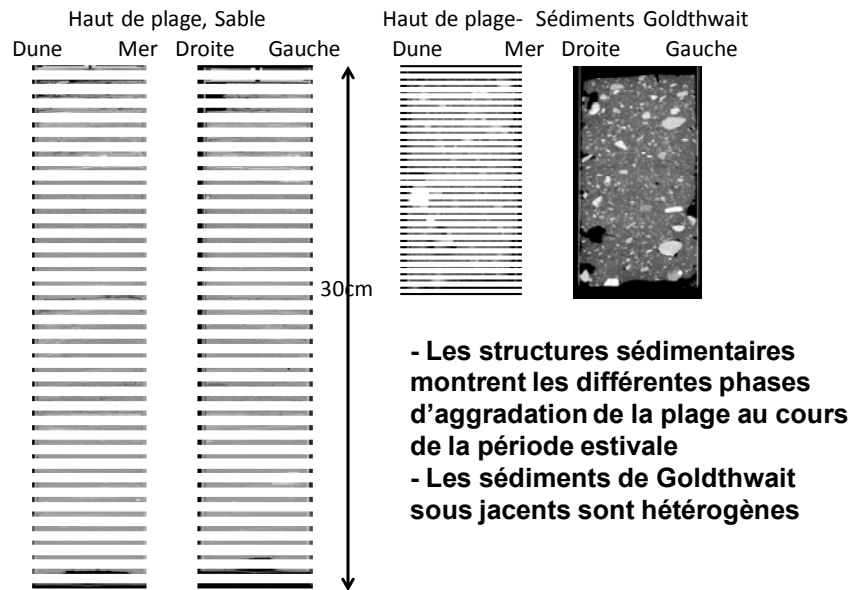 Haut de plage, Sable
Haut de plage- Sédiments Goldthwait
Dune Mer Droite Gauche
Dune Mer Droite Gauche
30cm
- Les structures sédimentaires
montrent les différentes phases
d’aggradation de la plage au cours
de la période estivale
- Les sédiments de Goldthwait
sous jacents sont hétérogènes